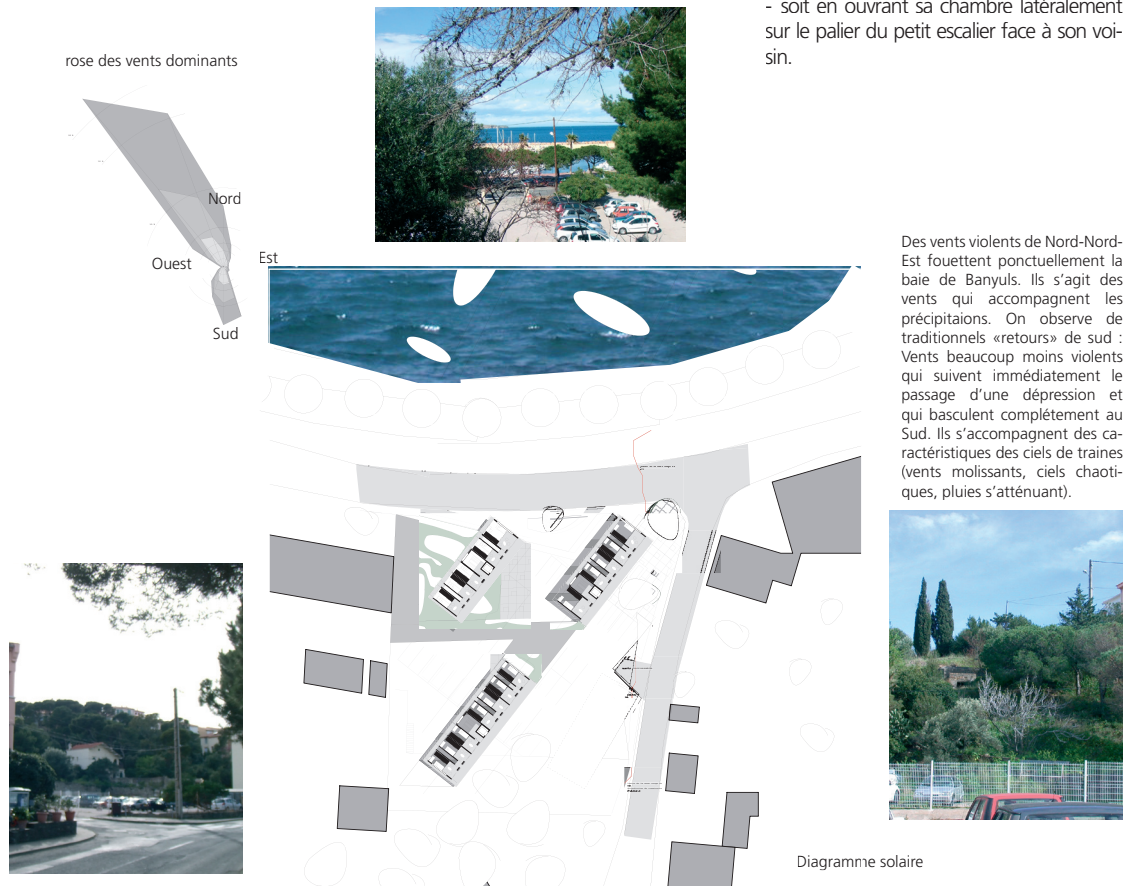 - soit en ouvrant sa chambre latéralement
sur le palier du petit escalier face à son voi-
sin.
rose des vents dominants
Nord
Ouest
Est
Sud
Des vents violents de Nord-Nord-
Est fouettent ponctuellement la
baie de Banyuls. Ils s’agit des
vents qui accompagnent les
précipitaions. On observe de
traditionnels «retours» de sud :
Vents beaucoup moins violents
qui suivent immédiatement le
passage d’une dépression et
qui basculent complétement au
Sud. Ils s’accompagnent des ca-
ractéristiques des ciels de traines
(vents molissants, ciels chaoti-
ques, pluies s’atténuant).
Diagramme solaire